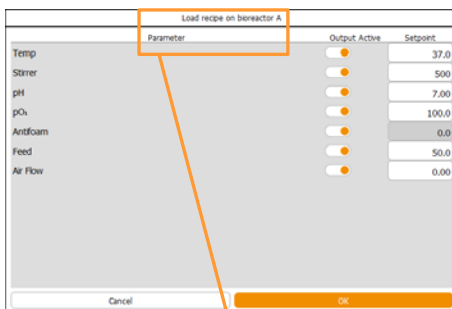 Load recipe on bioreactor A
Parameter Output Active Setpoint
Temp 37.0
Stirrer 500
pH 7.00
pO₂ 100.0
Antifoam 0.0
Feed 50.0
Air Flow 0.00
Cancel OK